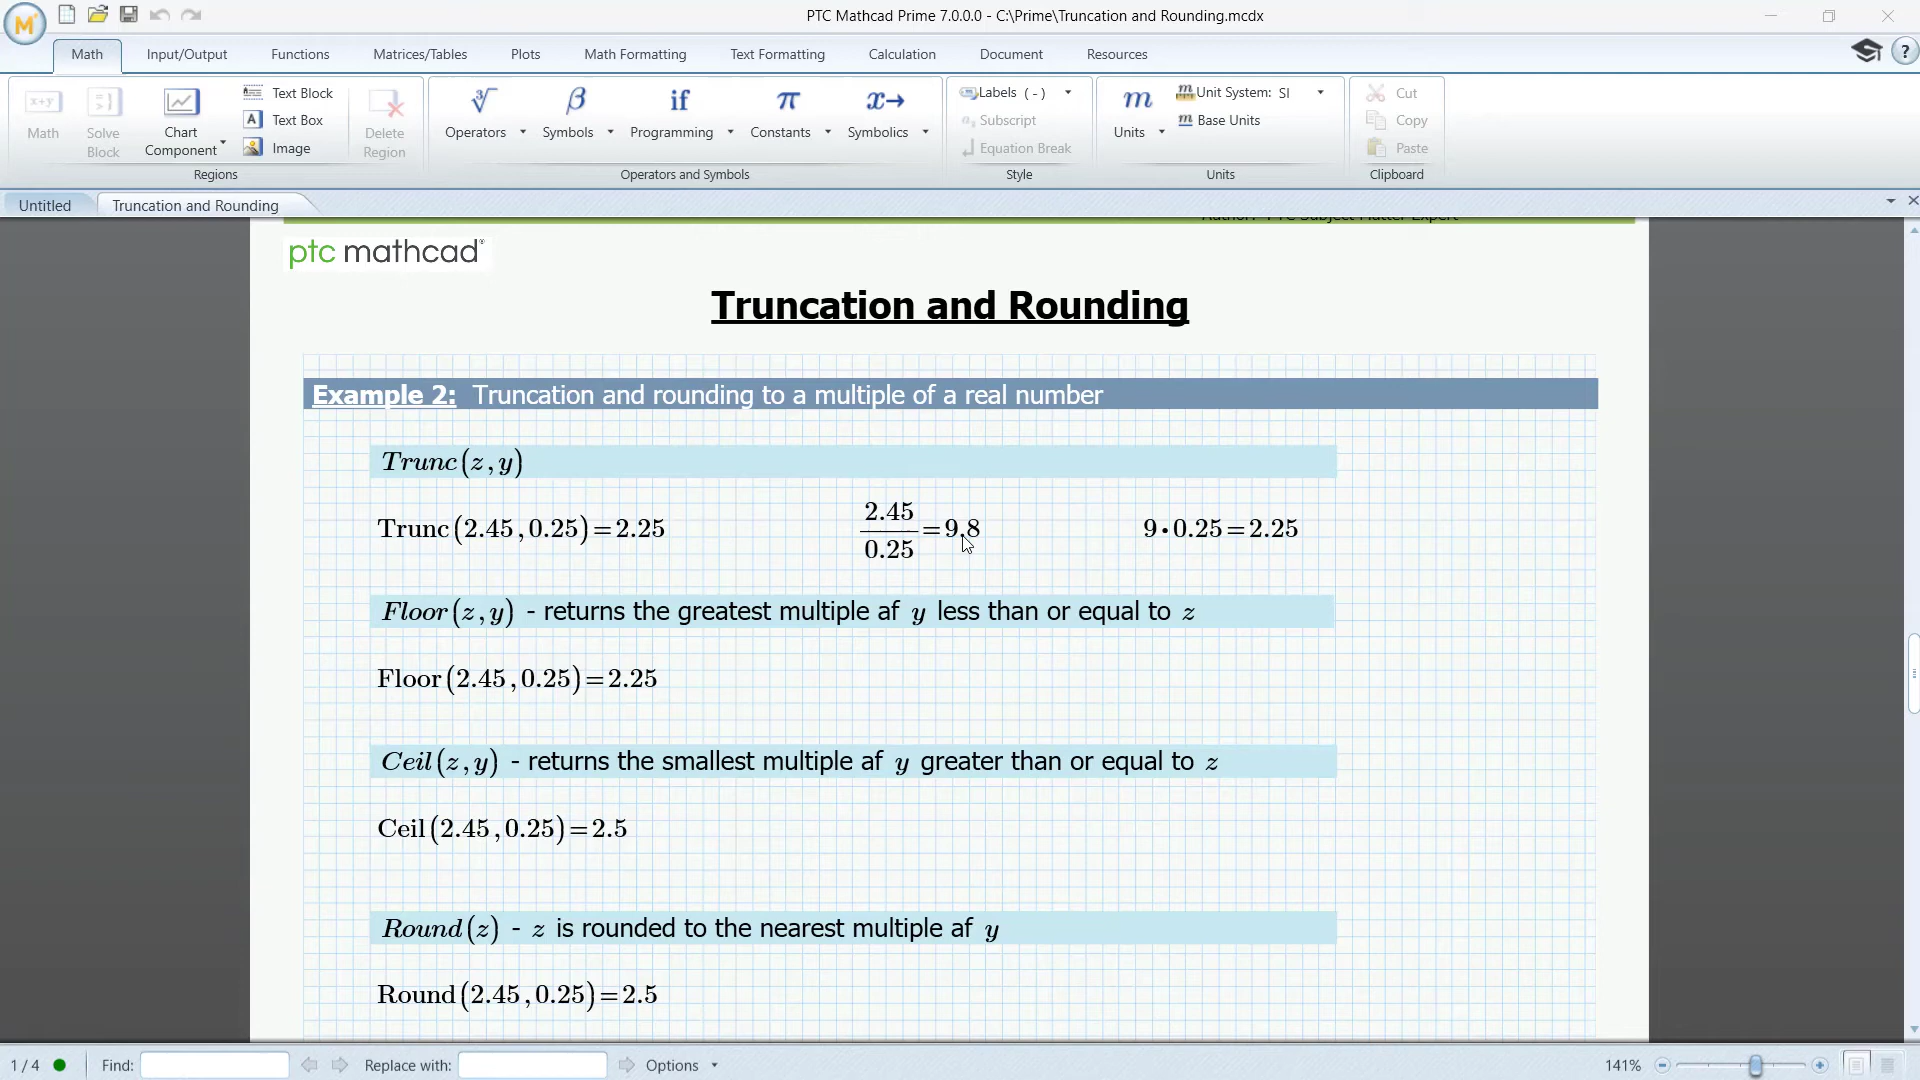 PTC Mathcad Prime 7.0.0.0 - C:\Prime\Truncation and Rounding.mcdx
Math Input/Output Functions Matrices/Tables Plots Math Formatting Text Formatting Calculation Document Resources
Math
Solve Block
Chart Component
Text Block
Text Box
Image
Delete Region
Regions
Operators Symbols Programming Constants Symbolics
Operators and Symbols
Labels ( - )
Subscript
Equation Break
Style
Units
Unit System: SI
Base Units
Units
Cut
Copy
Paste
Clipboard
Untitled Truncation and Rounding
Author: PTC Subject Matter Expert
ptc mathcad®
Truncation and Rounding
Example 2: Truncation and rounding to a multiple of a real number
Trunc(z,y)
Trunc(2.45,0.25)=2.25 2.45/0.25=9.8 9·0.25=2.25
Floor(z,y) - returns the greatest multiple af y less than or equal to z
Floor(2.45,0.25)=2.25
Ceil(z,y) - returns the smallest multiple af y greater than or equal to z
Ceil(2.45,0.25)=2.5
Round(z) - z is rounded to the nearest multiple af y
Round(2.45,0.25)=2.5
1 / 4 Find: Replace with: Options 141%